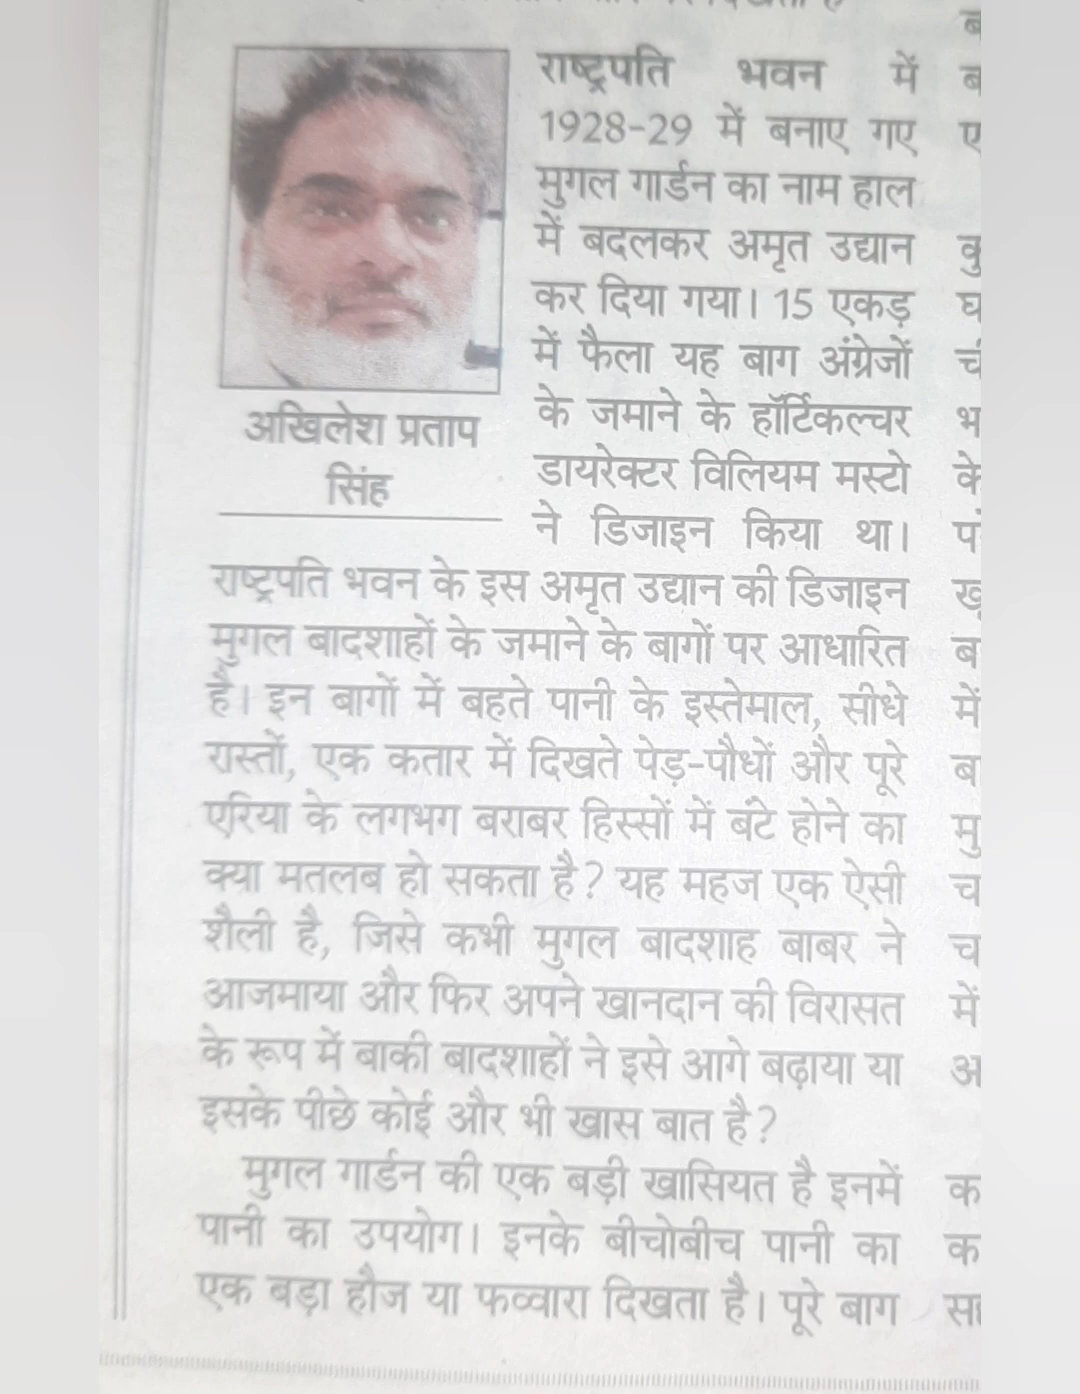 अखिलेश प्रताप
सिंह
राष्ट्रपति भवन में
1928-29 में बनाए गए
मुगल गार्डन का नाम हाल
में बदलकर अमृत उद्यान
कर दिया गया। 15 एकड़
में फैला यह बाग अंग्रेजों
के जमाने के हॉर्टिकल्चर
डायरेक्टर विलियम मस्टो
ने डिजाइन किया था।
राष्ट्रपति भवन के इस अमृत उद्यान की डिजाइन
मुगल बादशाहों के जमाने के बागों पर आधारित
है। इन बागों में बहते पानी के इस्तेमाल, सीधे
रास्तों, एक कतार में दिखते पेड़-पौधों और पूरे
एरिया के लगभग बराबर हिस्सों में बंटे होने का
क्या मतलब हो सकता है? यह महज एक ऐसी
शैली है, जिसे कभी मुगल बादशाह बाबर ने
आजमाया और फिर अपने खानदान की विरासत
के रूप में बाकी बादशाहों ने इसे आगे बढ़ाया या
इसके पीछे कोई और भी खास बात है?
मुगल गार्डन की एक बड़ी खासियत है इनमें
पानी का उपयोग। इनके बीचोबीच पानी का
एक बड़ा हौज या फव्वारा दिखता है। पूरे बाग